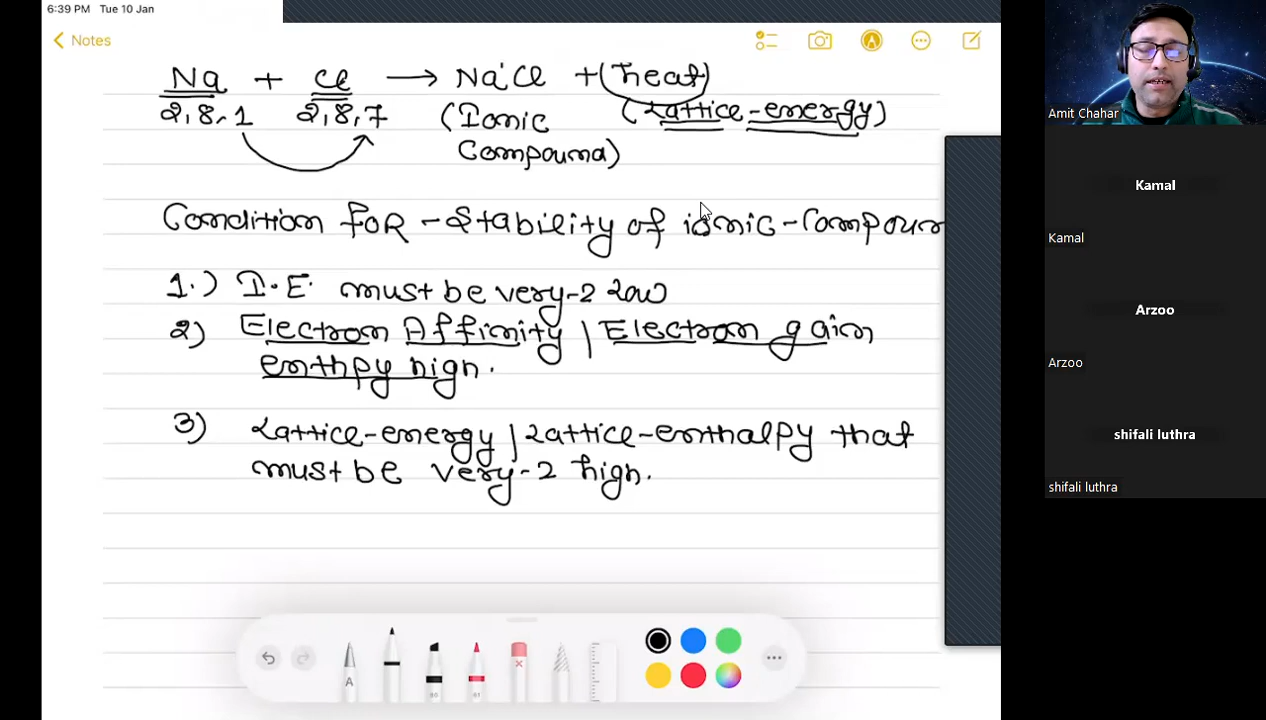 6:39 PM Tue 10 Jan
Notes
Na + Cl → NaCl + (heat)
2,8,1 2,8,7 (Ionic (Lattice-energy)
Compound)
Condition foR - Stability of ionic-Compoun
1.) I.E. must be very-2 low
2) Electron Affinity | Electron gain
enthpy high.
3) Lattice-energy | Lattice-enthalpy that
must be very-2 high.
A
80
81
Amit Chahar
Kamal
Kamal
Arzoo
Arzoo
shifali luthra
shifali luthra